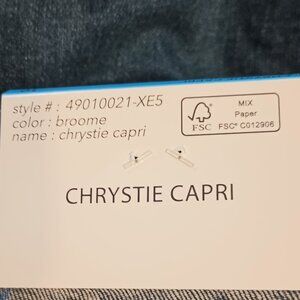 style # : 49010021-XE5
color : broome
name : chrystie capri
FSC
MIX
Paper
FSC® C012906
CHRYSTIE CAPRI